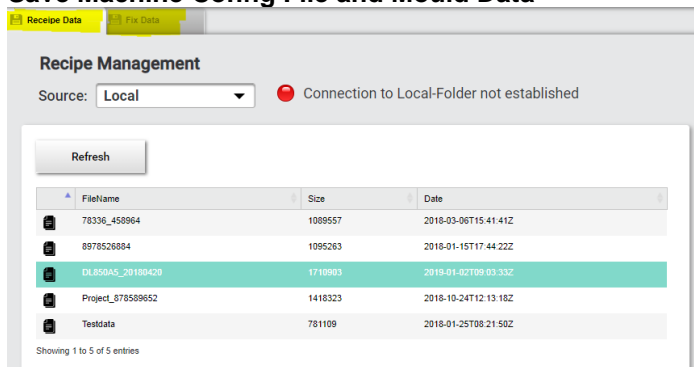 Save Machine Config File and Mould Data
Receipe Data Fix Data
Recipe Management
Source: Local Connection to Local-Folder not established
Refresh
FileName Size Date
78336_458964 1089557 2018-03-06T15:41:41Z
8978526884 1095263 2018-01-15T17:44:22Z
DL850A5_20180420 1710903 2019-01-02T09:03:33Z
Project_878589652 1418323 2018-10-24T12:13:18Z
Testdata 781109 2018-01-25T08:21:50Z
Showing 1 to 5 of 5 entries